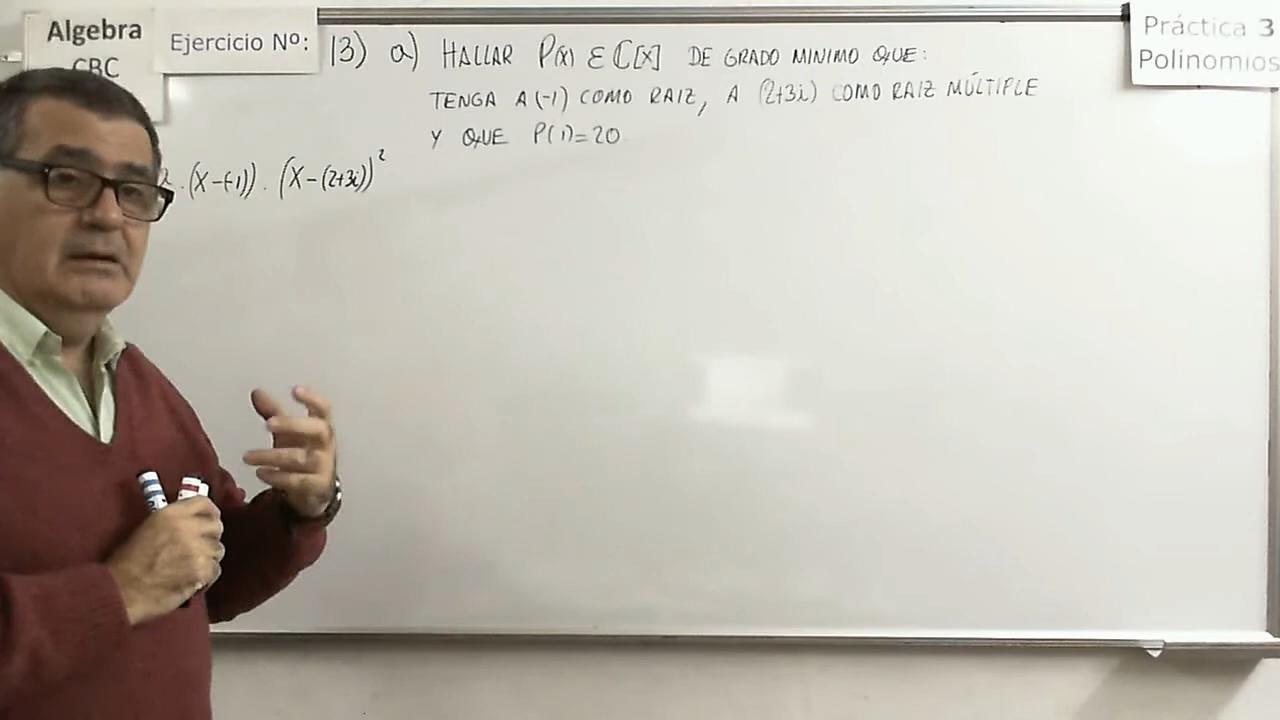 Algebra
CBC
Ejercicio Nº:
Práctica 3
Polinomios
13) a) HALLAR P(x) ε ℂ[x] DE GRADO MINIMO QUE:
TENGA A (-1) COMO RAIZ, A (2+3i) COMO RAIZ MÚLTIPLE
Y QUE P(1)=20
. (X-(-1)) . (X-(2+3i))²